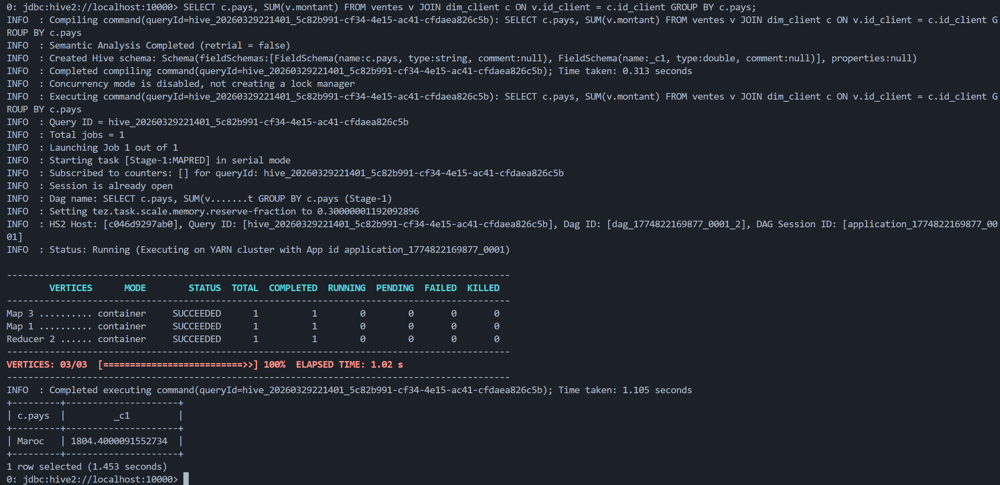 0: jdbc:hive2://localhost:10000> SELECT c.pays, SUM(v.montant) FROM ventes v JOIN dim_client c ON v.id_client = c.id_client GROUP BY c.pays;
INFO  : Compiling command(queryId=hive_20260329221401_5c82b991-cf34-4e15-ac41-cfdaea826c5b): SELECT c.pays, SUM(v.montant) FROM ventes v JOIN dim_client c ON v.id_client = c.id_client G
ROUP BY c.pays
INFO  : Semantic Analysis Completed (retrial = false)
INFO  : Created Hive schema: Schema(fieldSchemas:[FieldSchema(name:c.pays, type:string, comment:null), FieldSchema(name:_c1, type:double, comment:null)], properties:null)
INFO  : Completed compiling command(queryId=hive_20260329221401_5c82b991-cf34-4e15-ac41-cfdaea826c5b); Time taken: 0.313 seconds
INFO  : Concurrency mode is disabled, not creating a lock manager
INFO  : Executing command(queryId=hive_20260329221401_5c82b991-cf34-4e15-ac41-cfdaea826c5b): SELECT c.pays, SUM(v.montant) FROM ventes v JOIN dim_client c ON v.id_client = c.id_client G
ROUP BY c.pays
INFO  : Query ID = hive_20260329221401_5c82b991-cf34-4e15-ac41-cfdaea826c5b
INFO  : Total jobs = 1
INFO  : Launching Job 1 out of 1
INFO  : Starting task [Stage-1:MAPRED] in serial mode
INFO  : Subscribed to counters: [] for queryId: hive_20260329221401_5c82b991-cf34-4e15-ac41-cfdaea826c5b
INFO  : Session is already open
INFO  : Dag name: SELECT c.pays, SUM(v.......t GROUP BY c.pays (Stage-1)
INFO  : Setting tez.task.scale.memory.reserve-fraction to 0.30000001192092896
INFO  : HS2 Host: [c046d9297ab0], Query ID: [hive_20260329221401_5c82b991-cf34-4e15-ac41-cfdaea826c5b], Dag ID: [dag_1774822169877_0001_2], DAG Session ID: [application_1774822169877_00
01]
INFO  : Status: Running (Executing on YARN cluster with App id application_1774822169877_0001)
----------------------------------------------------------------------------------------------
        VERTICES      MODE        STATUS  TOTAL  COMPLETED  RUNNING  PENDING  FAILED  KILLED
----------------------------------------------------------------------------------------------
Map 3 .......... container     SUCCEEDED      1          1        0        0       0       0
Map 1 .......... container     SUCCEEDED      1          1        0        0       0       0
Reducer 2 ...... container     SUCCEEDED      1          1        0        0       0       0
----------------------------------------------------------------------------------------------
VERTICES: 03/03  [==========================>>] 100%  ELAPSED TIME: 1.02 s
----------------------------------------------------------------------------------------------
INFO  : Completed executing command(queryId=hive_20260329221401_5c82b991-cf34-4e15-ac41-cfdaea826c5b); Time taken: 1.105 seconds
+---------+---------------------+
| c.pays  |         _c1         |
+---------+---------------------+
| Maroc   | 1804.4000091552734  |
+---------+---------------------+
1 row selected (1.453 seconds)
0: jdbc:hive2://localhost:10000>